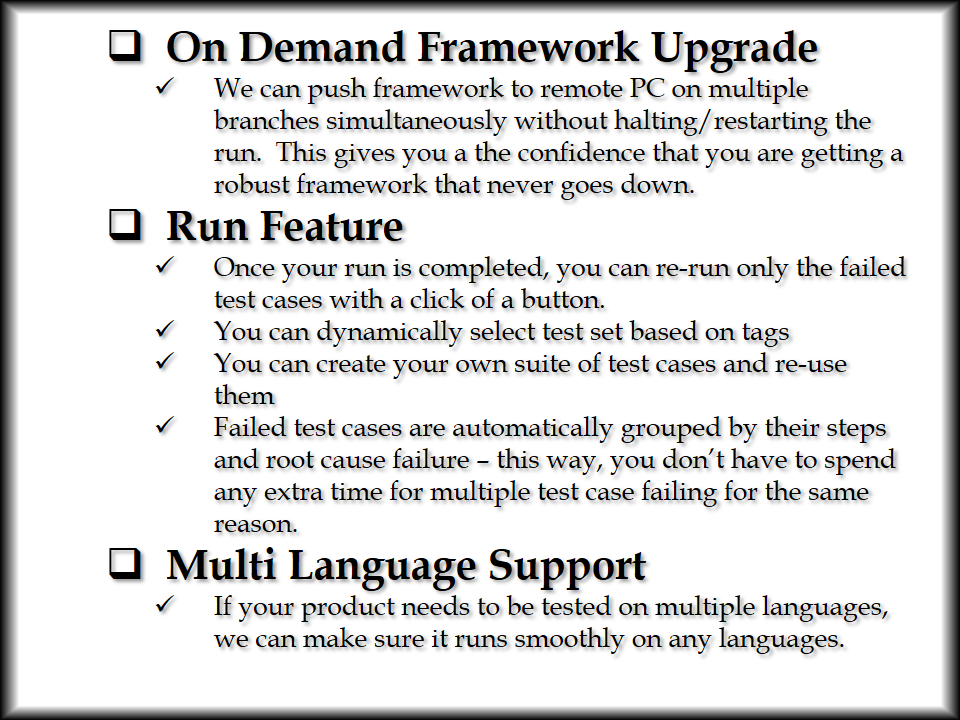 On Demand Framework Upgrade
We can push framework to remote PC on multiple
branches simultaneously without halting/restarting the
run.  This gives you a the confidence that you are getting a
robust framework that never goes down.
Run Feature
Once your run is completed, you can re-run only the failed
test cases with a click of a button.
You can dynamically select test set based on tags
You can create your own suite of test cases and re-use
them
Failed test cases are automatically grouped by their steps
and root cause failure – this way, you don’t have to spend
any extra time for multiple test case failing for the same
reason.
Multi Language Support
If your product needs to be tested on multiple languages,
we can make sure it runs smoothly on any languages.